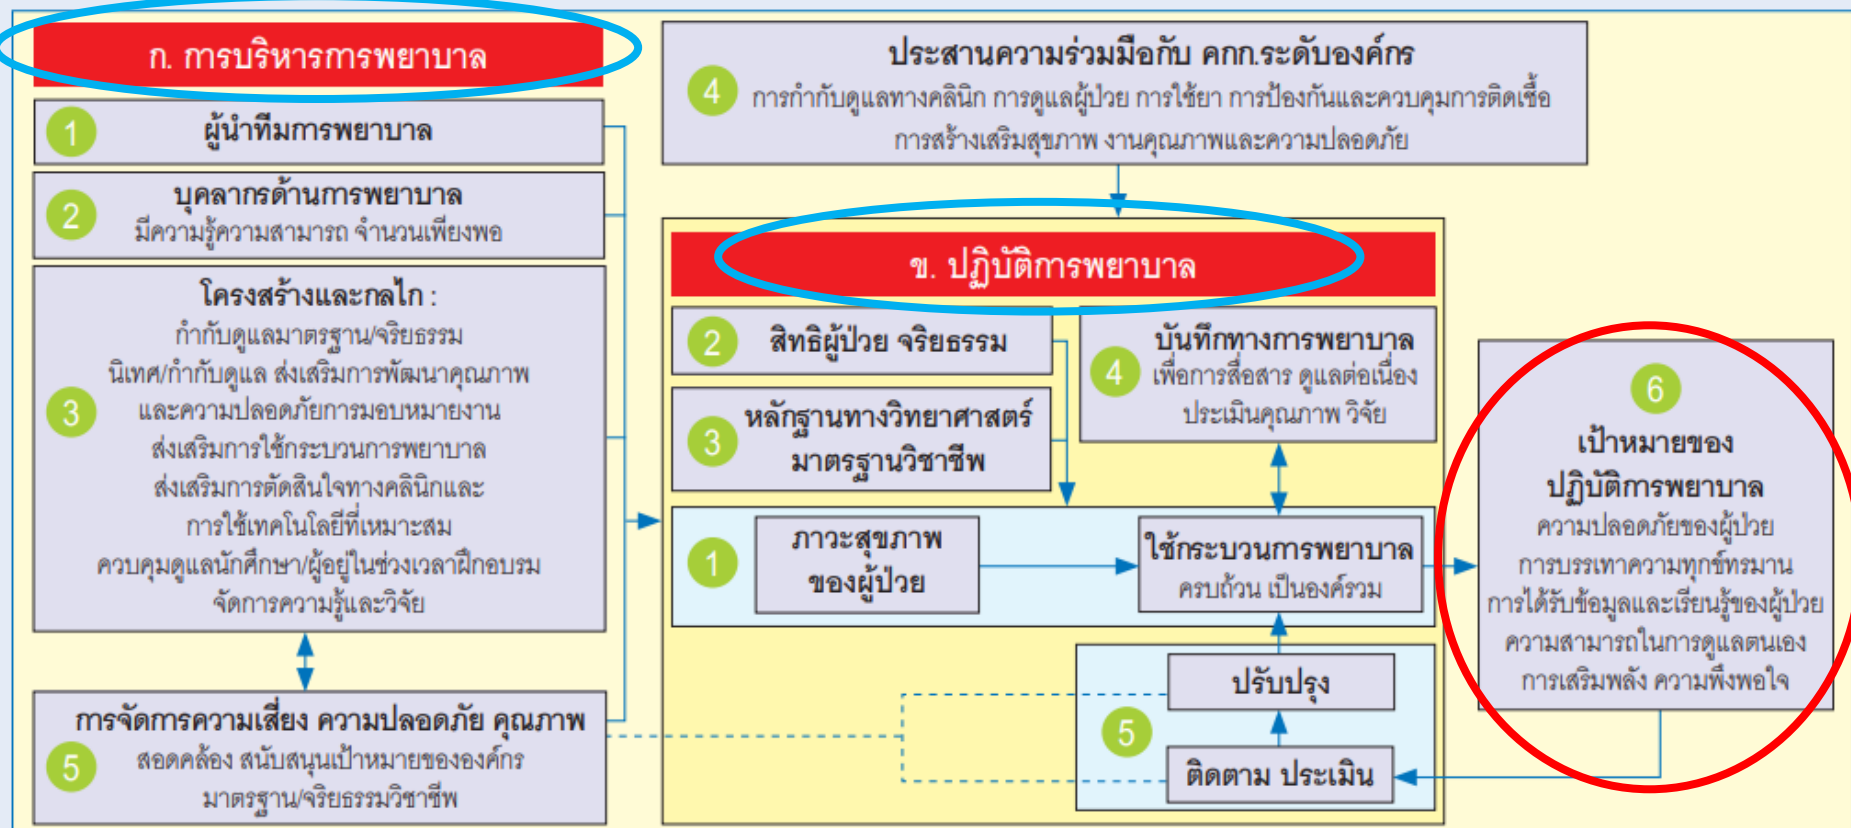 ก. การบริหารการพยาบาล
1
ผู้นำทีมการพยาบาล
2
บุคลากรด้านการพยาบาล
มีความรู้ความสามารถ จำนวนเพียงพอ
3
โครงสร้างและกลไก :
กำกับดูแลมาตรฐาน/จริยธรรม
นิเทศ/กำกับดูแล ส่งเสริมการพัฒนาคุณภาพ
และความปลอดภัยการมอบหมายงาน
ส่งเสริมการใช้กระบวนการพยาบาล
ส่งเสริมการตัดสินใจทางคลินิกและ
การใช้เทคโนโลยีที่เหมาะสม
ควบคุมดูแลนักศึกษา/ผู้อยู่ในช่วงเวลาฝึกอบรม
จัดการความรู้และวิจัย
5
การจัดการความเสี่ยง ความปลอดภัย คุณภาพ
สอดคล้อง สนับสนุนเป้าหมายขององค์กร
มาตรฐาน/จริยธรรมวิชาชีพ
4
ประสานความร่วมมือกับ คกก.ระดับองค์กร
การกำกับดูแลทางคลินิก การดูแลผู้ป่วย การใช้ยา การป้องกันและควบคุมการติดเชื้อ
การสร้างเสริมสุขภาพ งานคุณภาพและความปลอดภัย
ข. ปฏิบัติการพยาบาล
2
สิทธิผู้ป่วย จริยธรรม
3
หลักฐานทางวิทยาศาสตร์
มาตรฐานวิชาชีพ
4
บันทึกทางการพยาบาล
เพื่อการสื่อสาร ดูแลต่อเนื่อง
ประเมินคุณภาพ วิจัย
1
ภาวะสุขภาพ
ของผู้ป่วย
ใช้กระบวนการพยาบาล
ครบถ้วน เป็นองค์รวม
5
ปรับปรุง
ติดตาม ประเมิน
6
เป้าหมายของ
ปฏิบัติการพยาบาล
ความปลอดภัยของผู้ป่วย
การบรรเทาความทุกข์ทรมาน
การได้รับข้อมูลและเรียนรู้ของผู้ป่วย
ความสามารถในการดูแลตนเอง
การเสริมพลัง ความพึงพอใจ